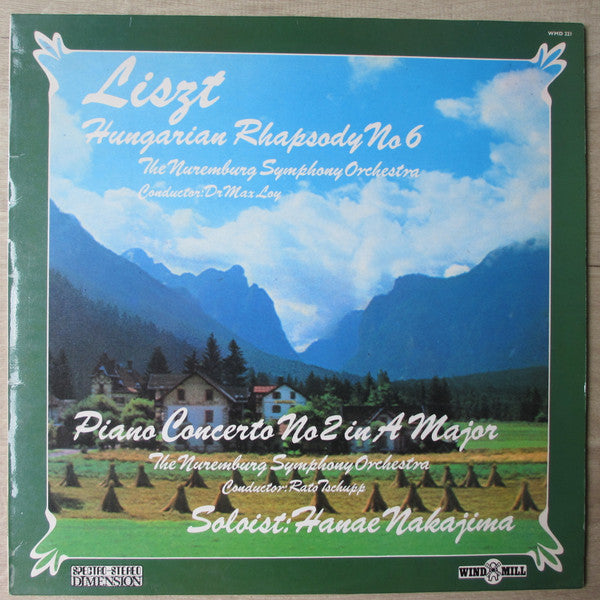 WMD 221
Liszt
Hungarian Rhapsody No 6
The Nuremburg Symphony Orchestra
Conductor: Dr Max Loy
Piano Concerto No 2 in A Major
The Nuremburg Symphony Orchestra
Conductor: Rato Tschupp
Soloist: Hanae Nakajima
SPECTRO-STEREO
DIMENSION
WIND MILL